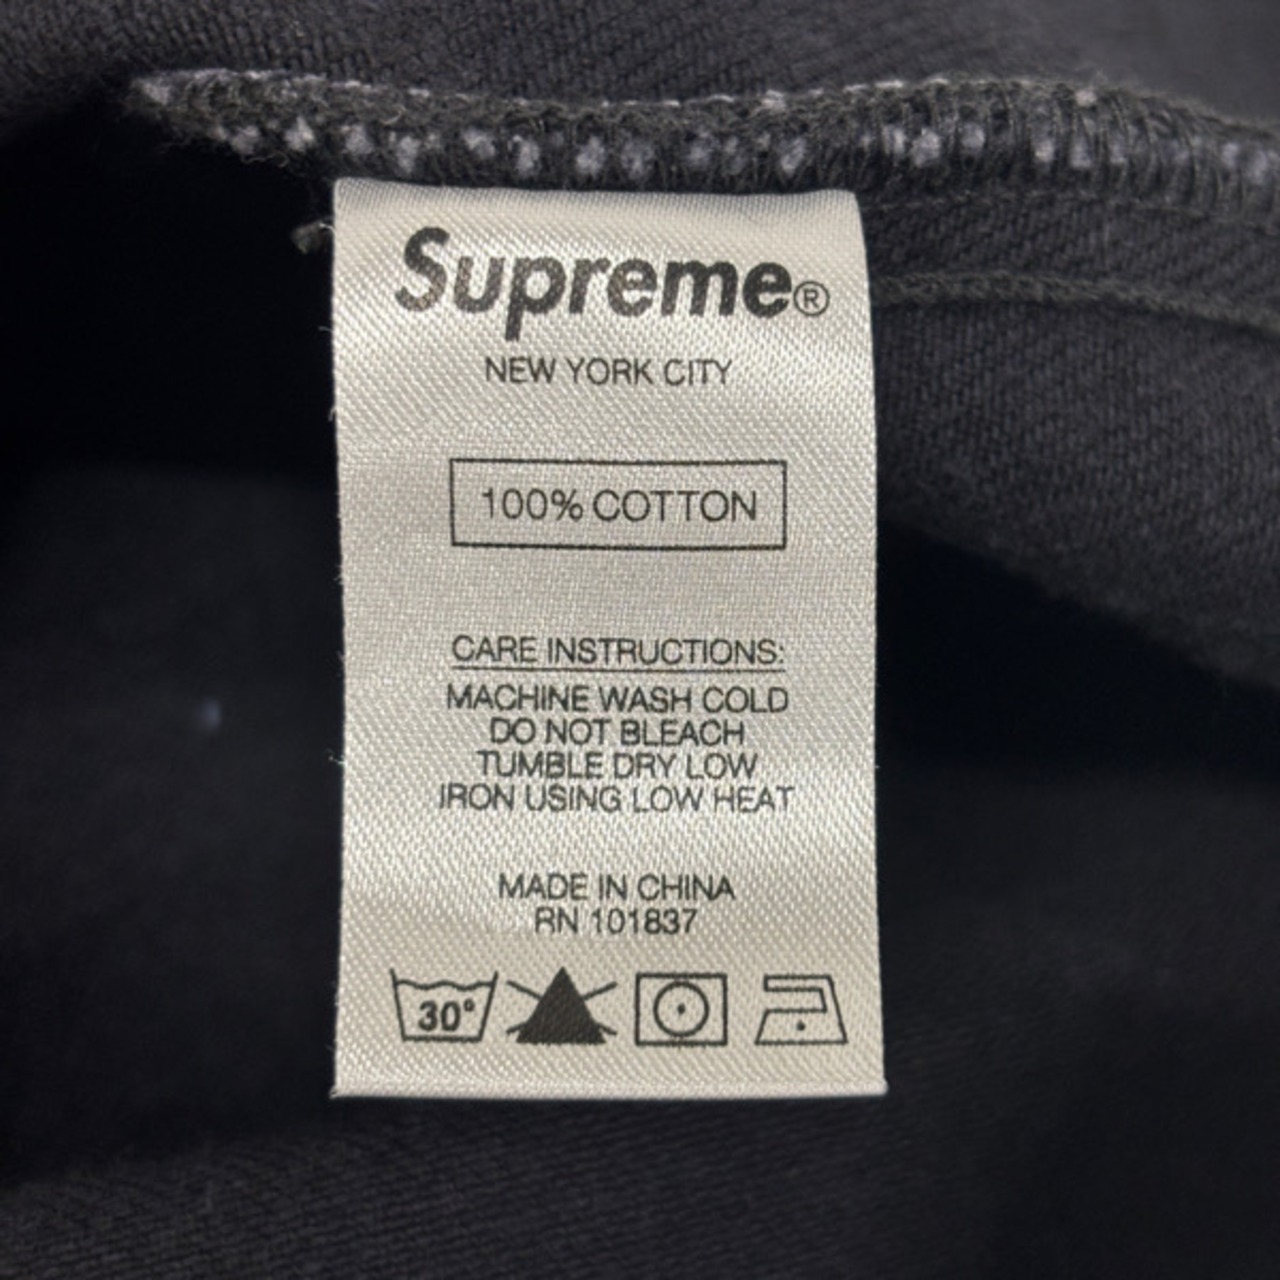 Supreme®
NEW YORK CITY
100% COTTON
CARE INSTRUCTIONS:
MACHINE WASH COLD
DO NOT BLEACH
TUMBLE DRY LOW
IRON USING LOW HEAT
MADE IN CHINA
RN 101837
30°